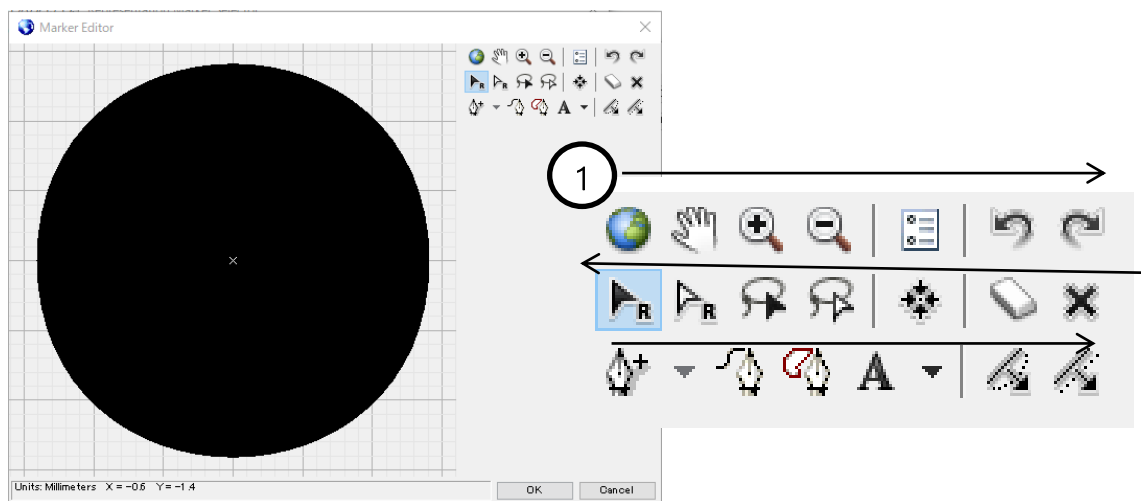 Marker Editor
1
R R
A
R R
A
Units: Millimeters X = -0.6 Y = -1.4
OK Cancel